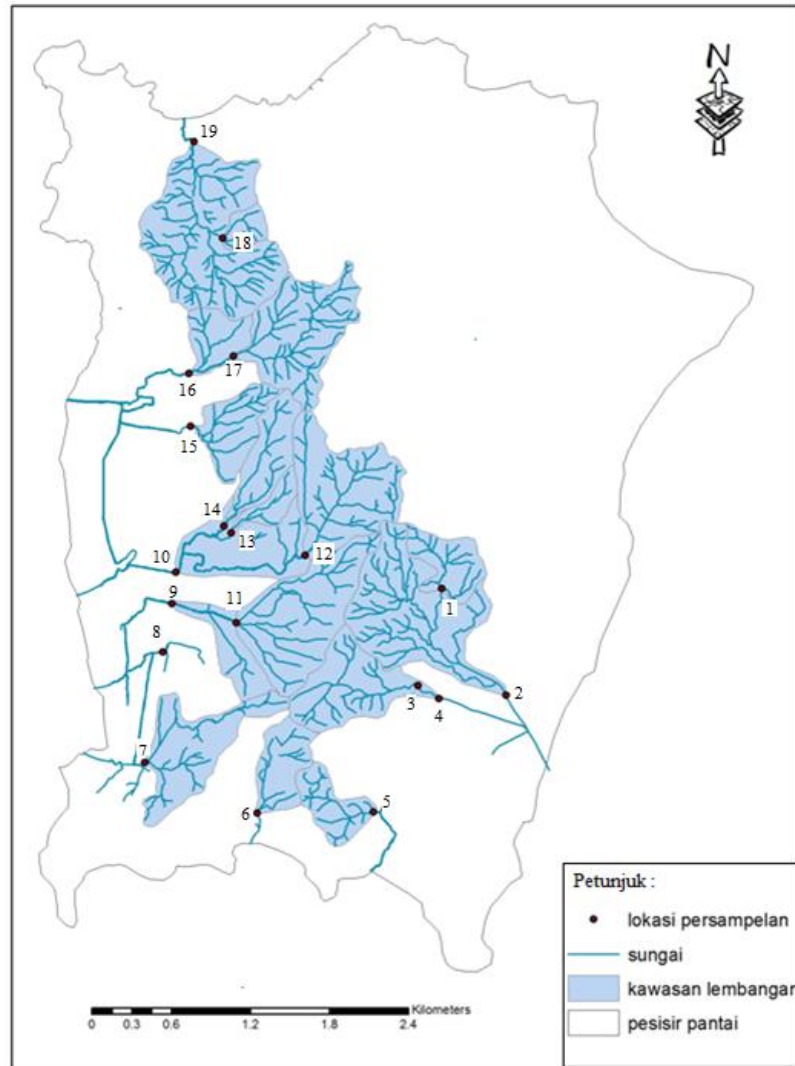 N
19
18
17
16
15
14
13
12
10
9
11
1
8
3
2
4
7
6
5
Petunjuk :
lokasi persampelan
sungai
kawasan lembangan
pesisir pantai
Kilometers
0 0.3 0.6 1.2 1.8 2.4